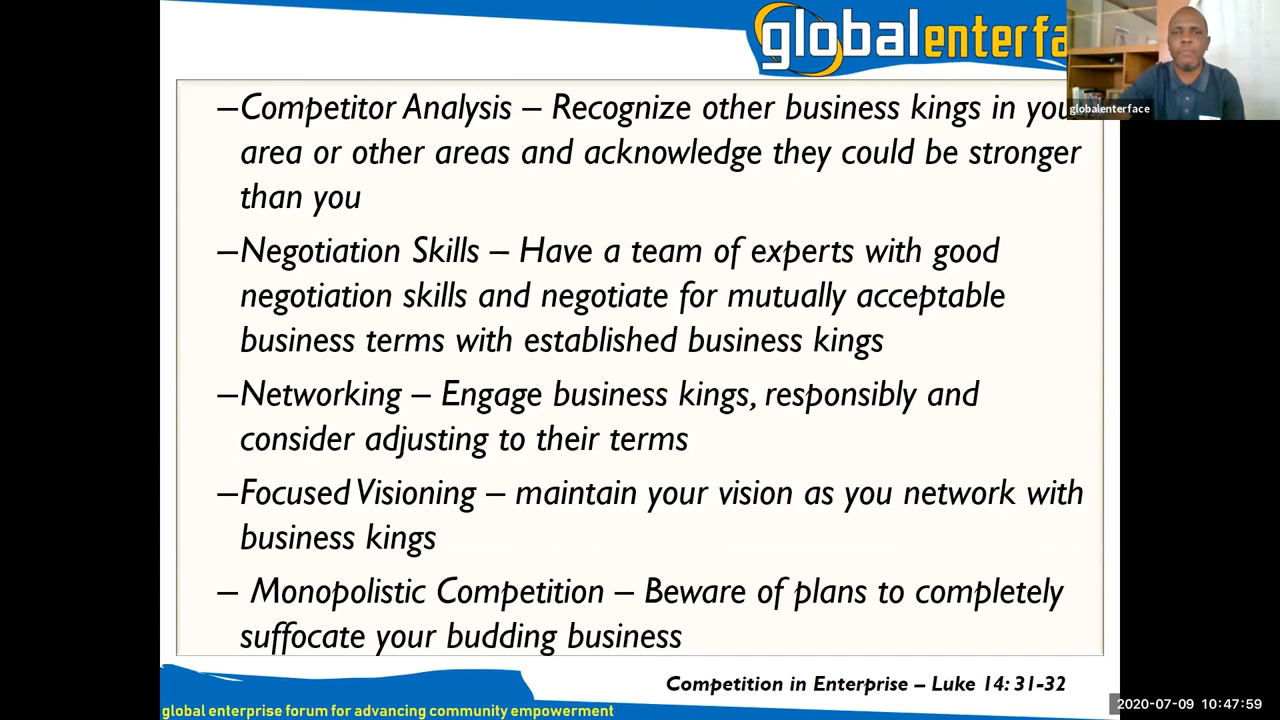 globalenterfa
globalenterface
–Competitor Analysis – Recognize other business kings in you
area or other areas and acknowledge they could be stronger
than you
–Negotiation Skills – Have a team of experts with good
negotiation skills and negotiate for mutually acceptable
business terms with established business kings
–Networking – Engage business kings, responsibly and
consider adjusting to their terms
–Focused Visioning – maintain your vision as you network with
business kings
– Monopolistic Competition – Beware of plans to completely
suffocate your budding business
Competition in Enterprise – Luke 14: 31-32
2020-07-09 10:47:59
global enterprise forum for advancing community empowerment